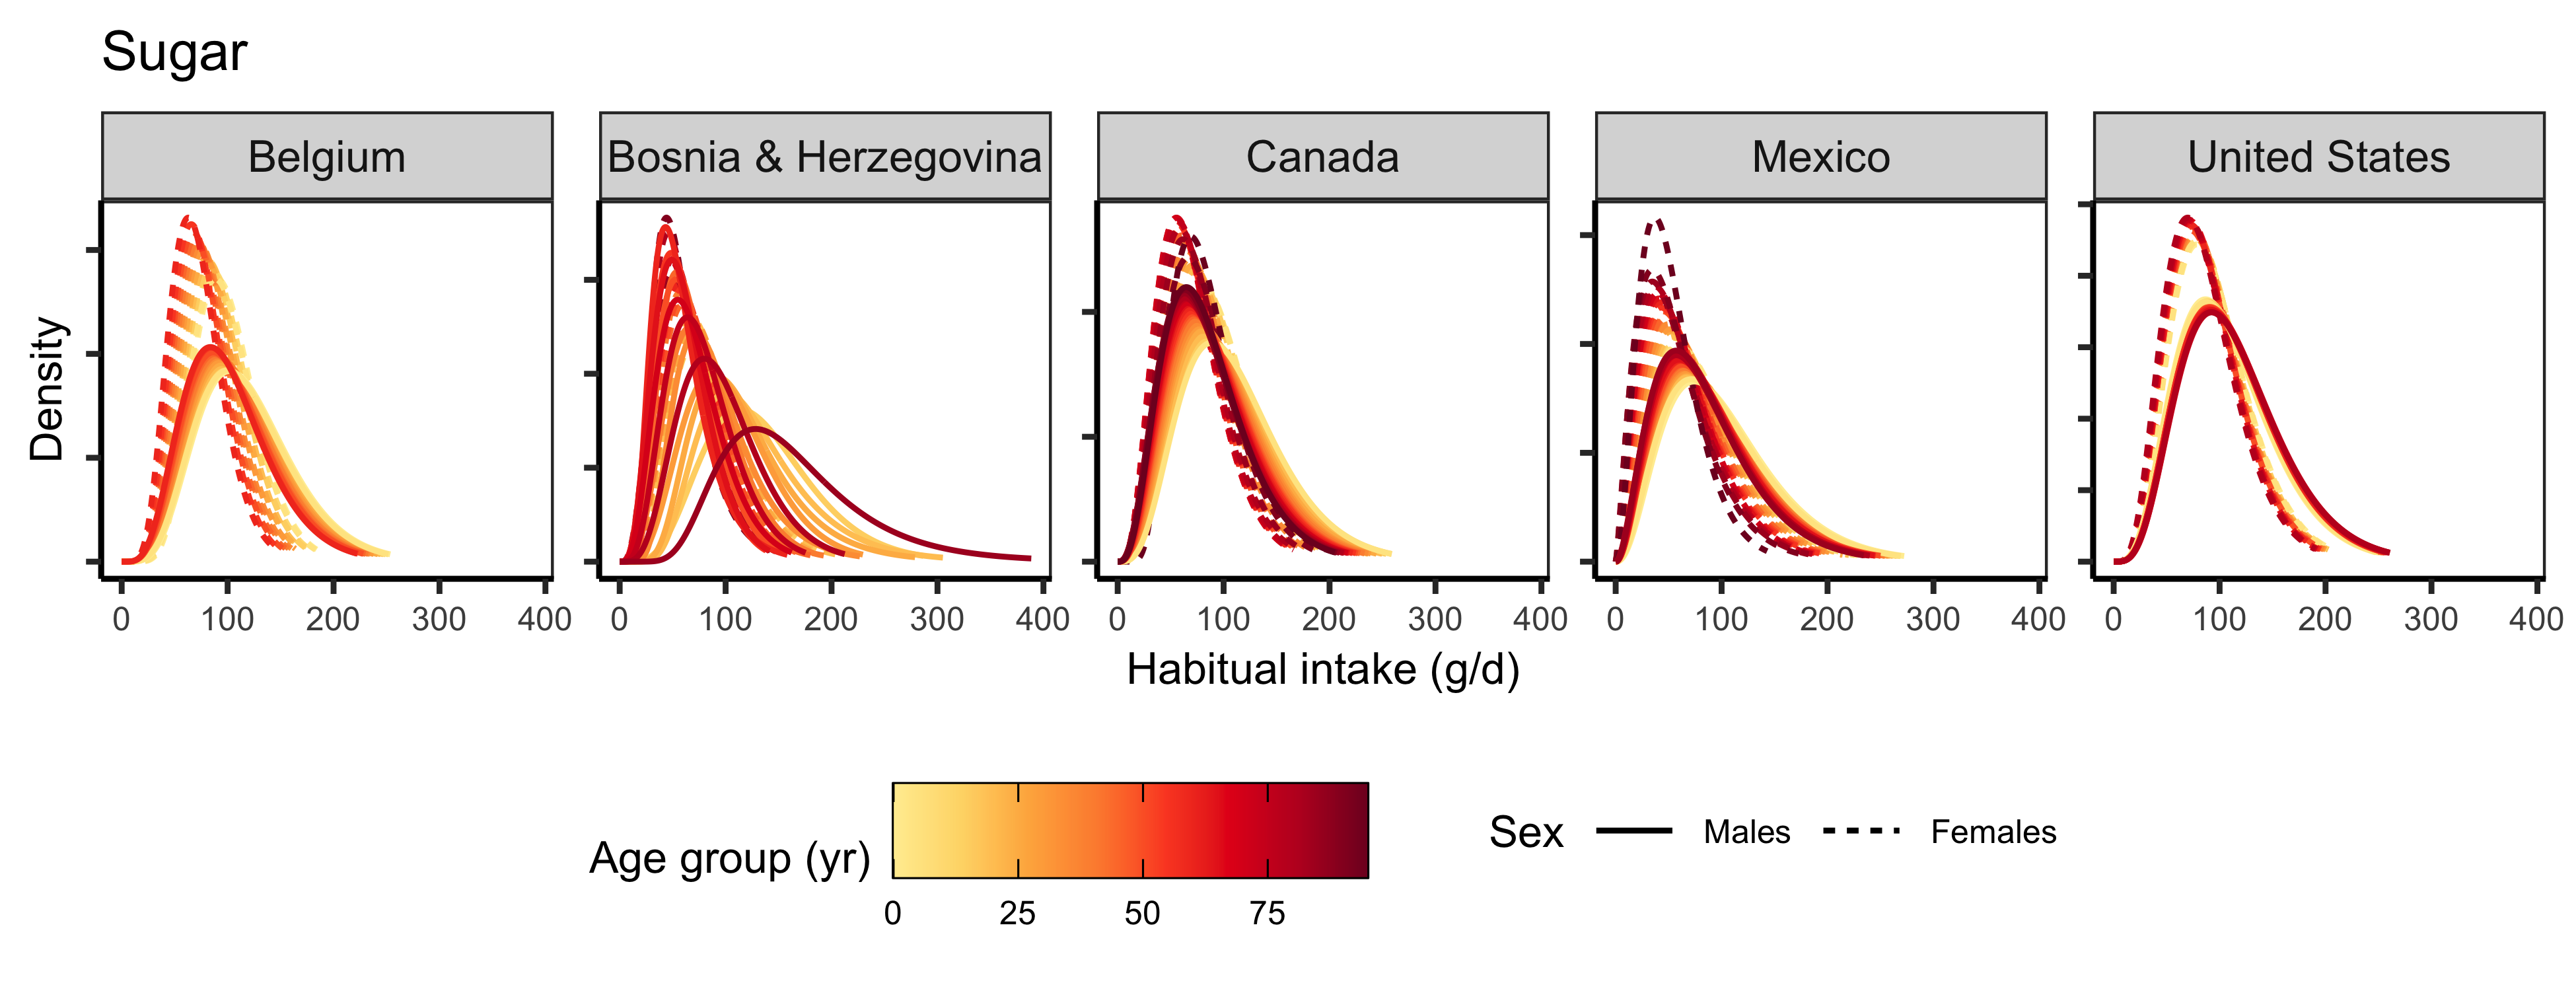 Sugar
Belgium Bosnia & Herzegovina Canada Mexico United States
Density
0 100 200 300 400 0 100 200 300 400 0 100 200 300 400 0 100 200 300 400 0 100 200 300 400
Habitual intake (g/d)
Age group (yr)
0 25 50 75
Sex Males Females